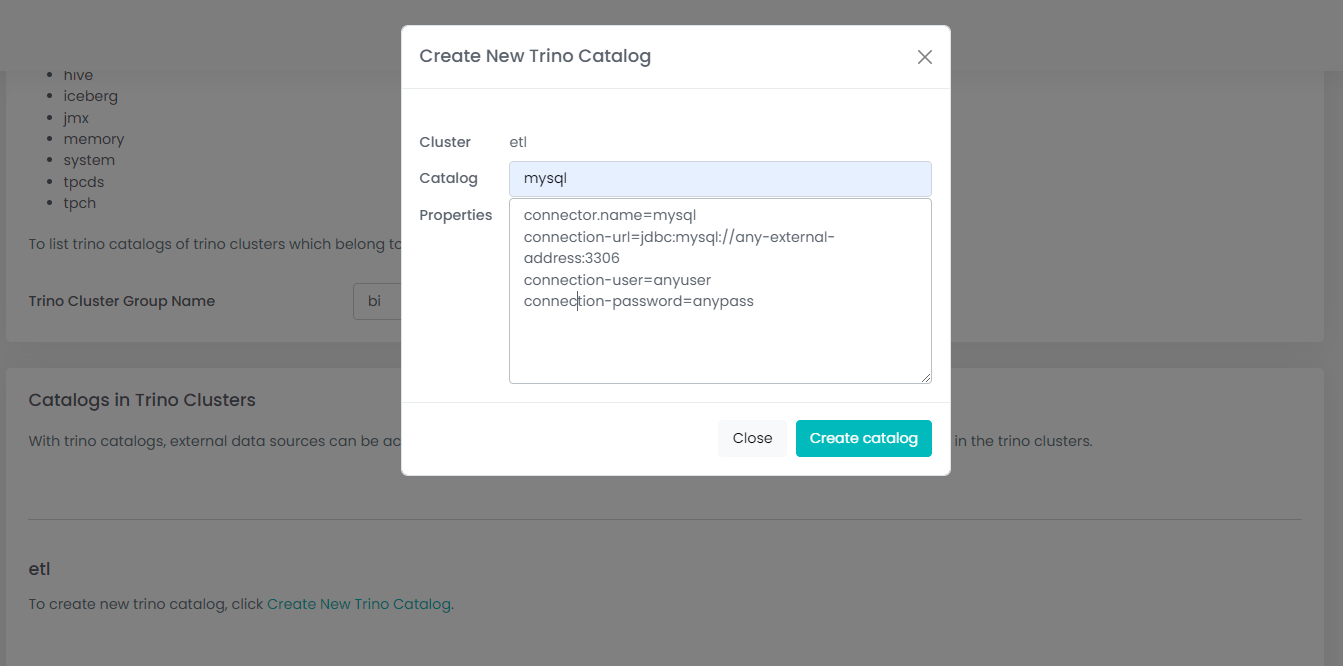 Create New Trino Catalog
Cluster etl
Catalog mysql
Properties
connector.name=mysql
connection-url=jdbc:mysql://any-external-
address:3306
connection-user=anyuser
connection-password=anypass
Close Create catalog
hive
iceberg
jmx
memory
system
tpcds
tpch
To list trino catalogs of trino clusters which belong to
Trino Cluster Group Name bi
Catalogs in Trino Clusters
With trino catalogs, external data sources can be in the trino clusters.
etl
To create new trino catalog, click Create New Trino Catalog.